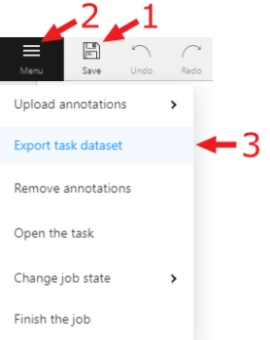 2 1
Menu Save Undo Redo
Upload annotations
Export task dataset 3
Remove annotations
Open the task
Change job state
Finish the job